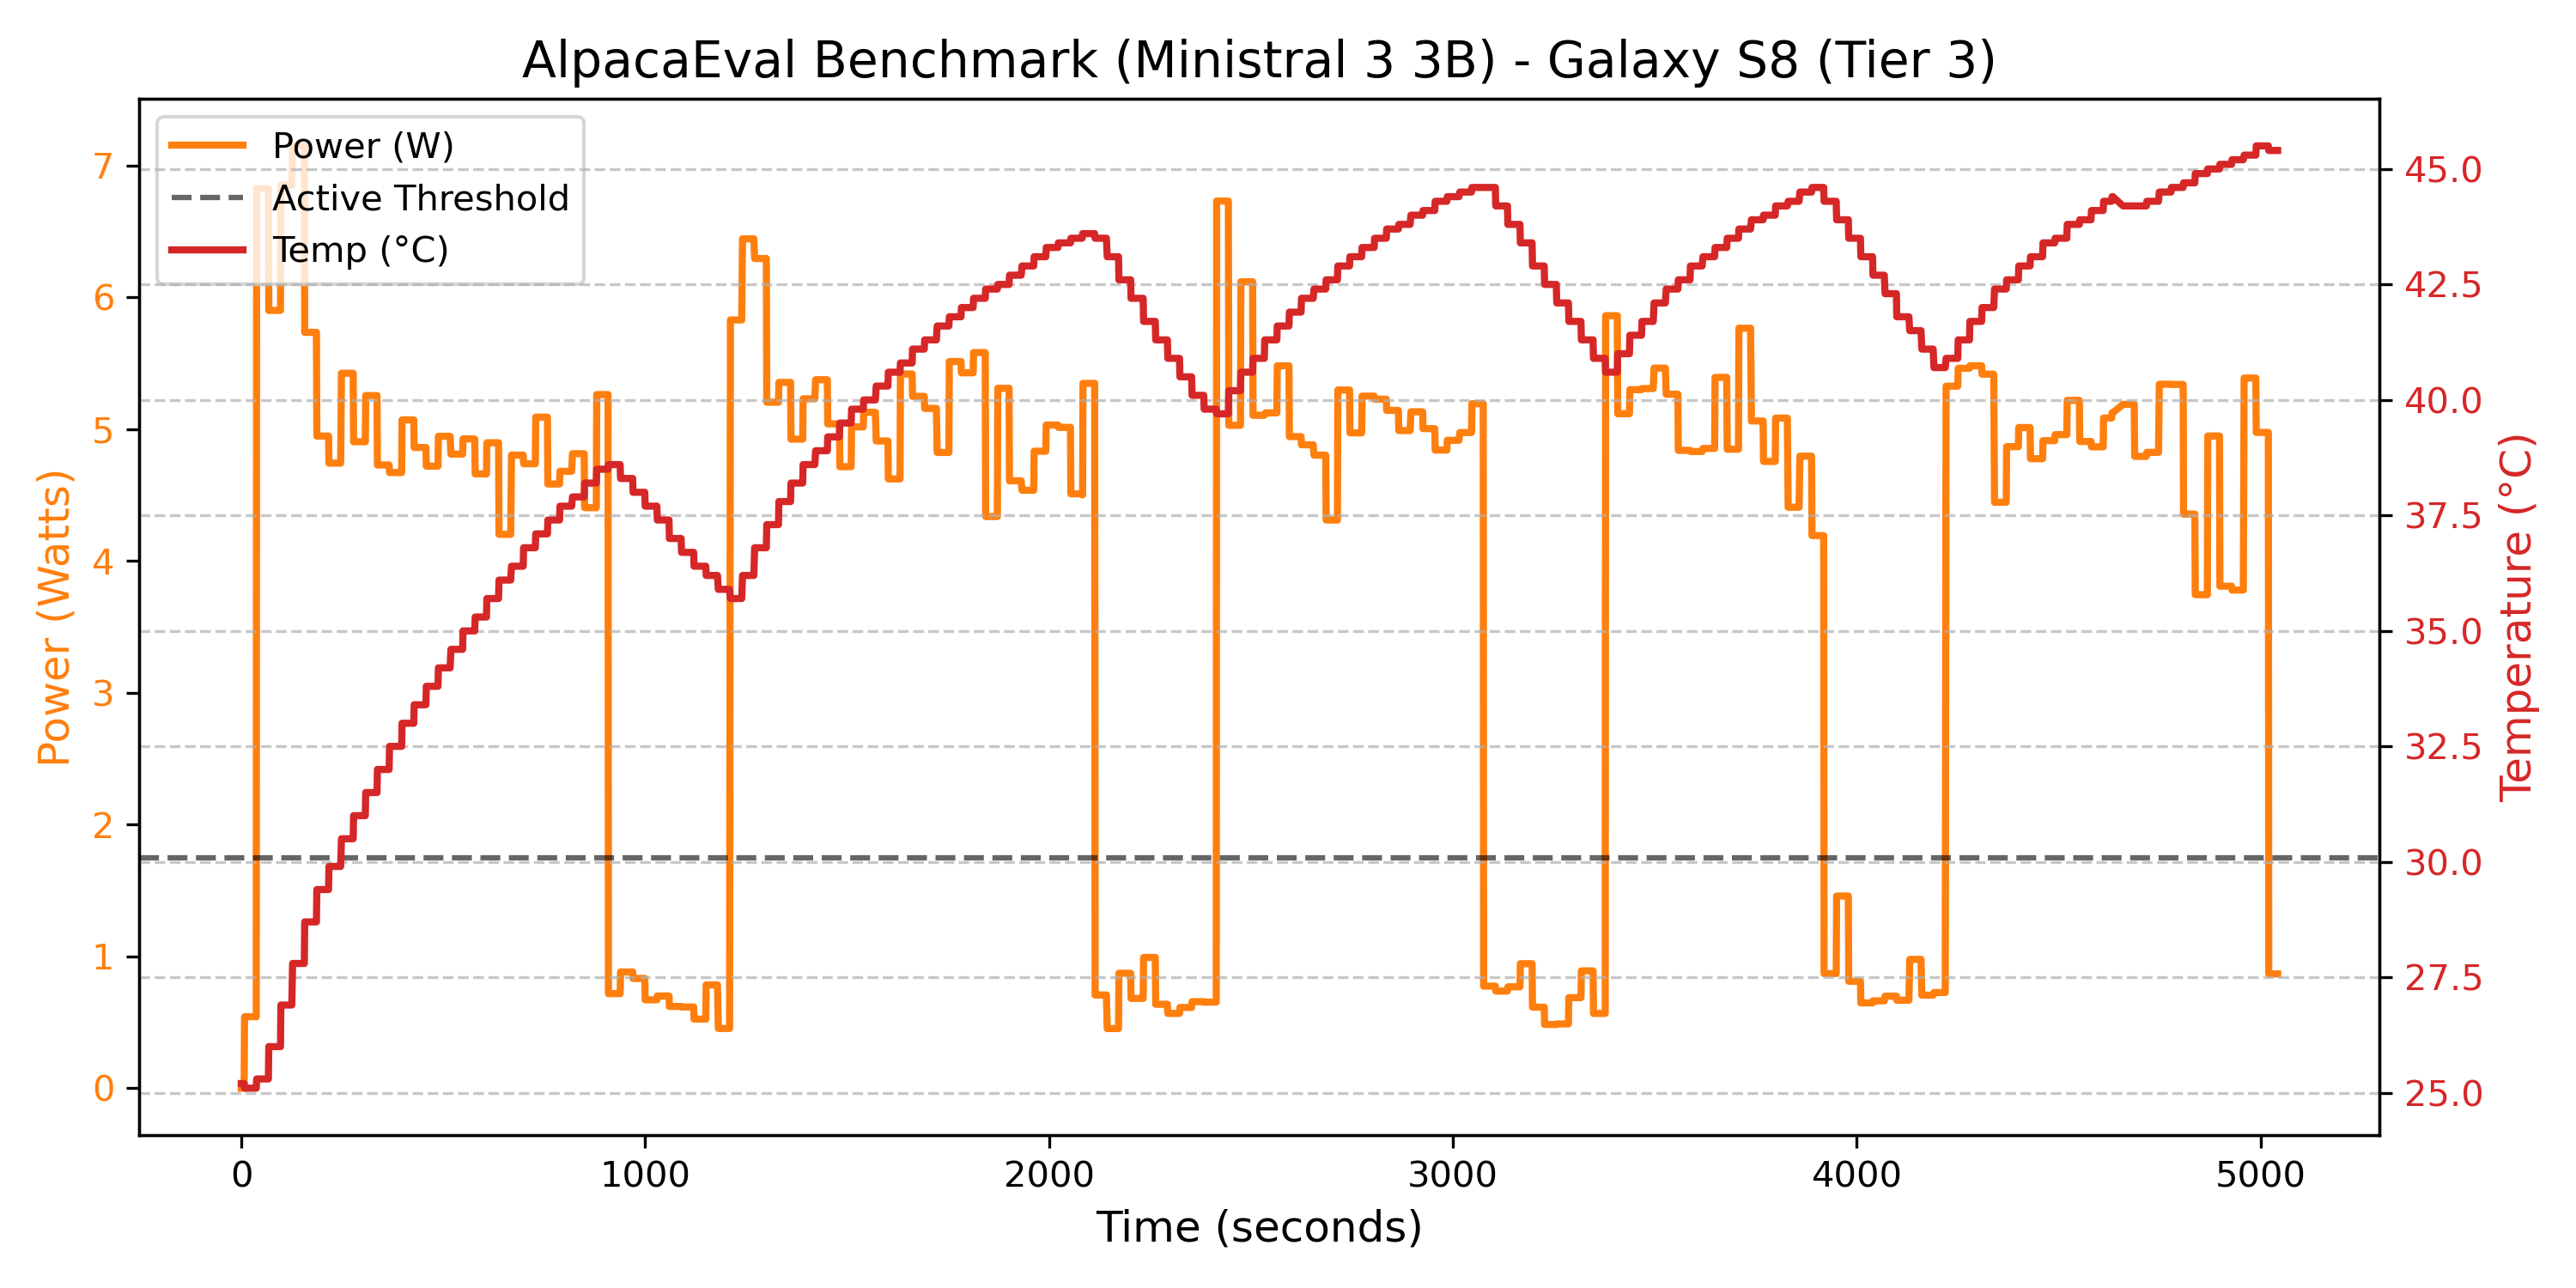 AlpacaEval Benchmark (Ministral 3 3B) - Galaxy S8 (Tier 3)
Power (W)
Active Threshold
Temp (°C)
Power (Watts)
7
6
5
4
3
2
1
0
45.0
42.5
40.0
37.5
35.0
32.5
30.0
27.5
25.0
Temperature (°C)
0 1000 2000 3000 4000 5000
Time (seconds)